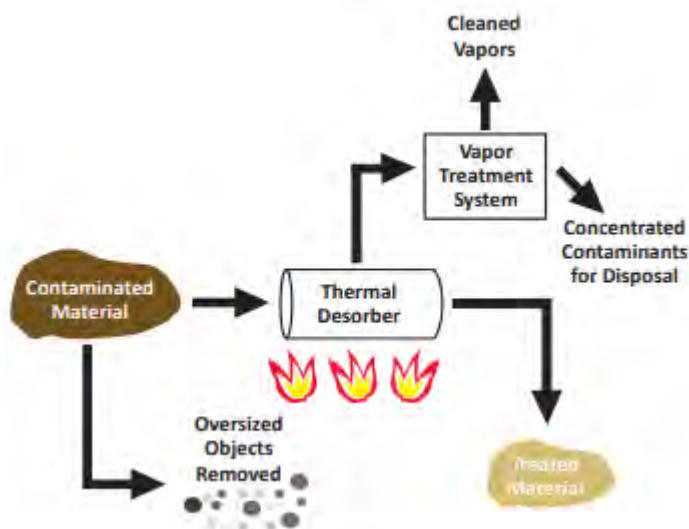 Cleaned
Vapors
Vapor
Treatment
System
Concentrated
Contaminants
for Disposal
Contaminated
Material
Thermal
Desorber
Oversized
Objects
Removed
Treated
Material